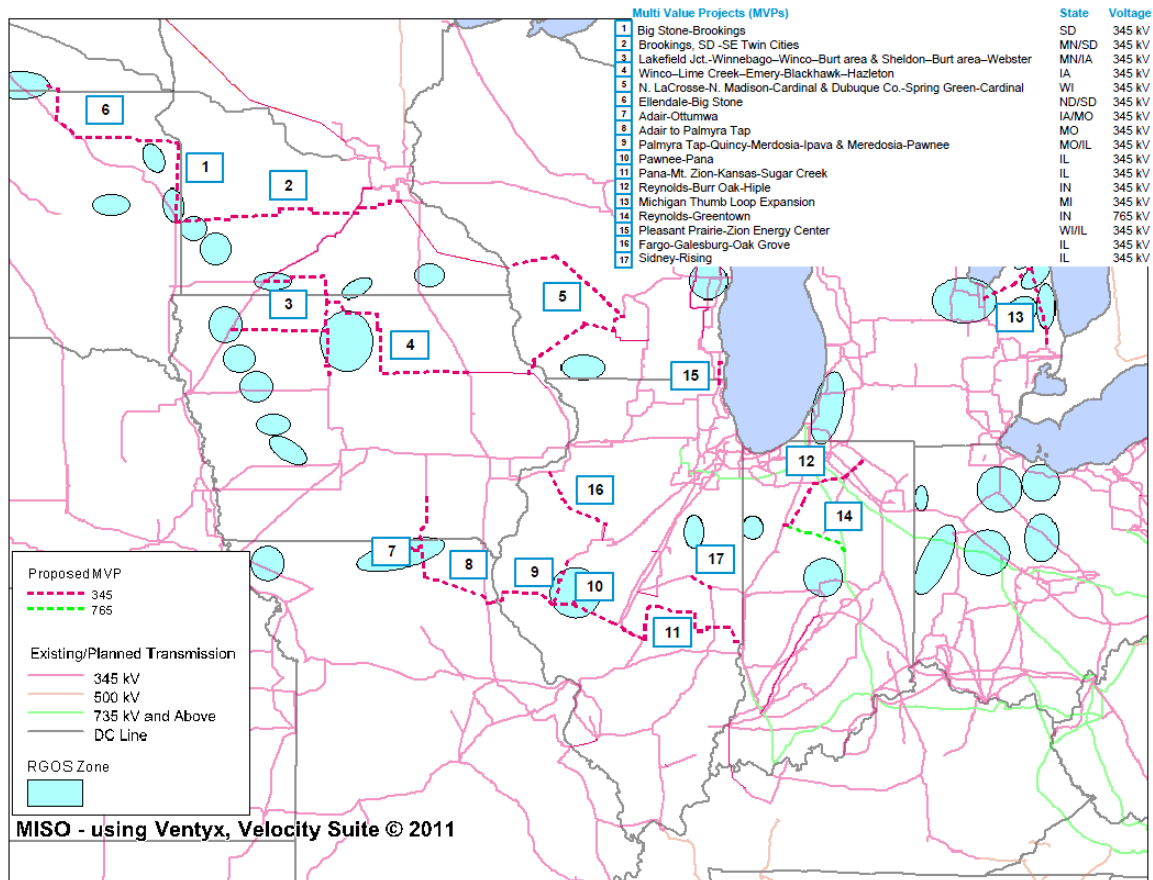 Multi Value Projects (MVPs) State Voltage
1 Big Stone-Brookings SD 345 kV
2 Brookings, SD -SE Twin Cities MN/SD 345 kV
3 Lakefield Jct.-Winnebago–Winco–Burt area & Sheldon–Burt area–Webster MN/IA 345 kV
4 Winco–Lime Creek–Emery–Blackhawk–Hazleton IA 345 kV
5 N. LaCrosse-N. Madison-Cardinal & Dubuque Co.-Spring Green-Cardinal WI 345 kV
6 Ellendale-Big Stone ND/SD 345 kV
7 Adair-Ottumwa IA/MO 345 kV
8 Adair to Palmyra Tap MO 345 kV
9 Palmyra Tap-Quincy-Merdosia-Ipava & Meredosia-Pawnee MO/IL 345 kV
10 Pawnee-Pana IL 345 kV
11 Pana-Mt. Zion-Kansas-Sugar Creek IL 345 kV
12 Reynolds-Burr Oak-Hiple IN 345 kV
13 Michigan Thumb Loop Expansion MI 345 kV
14 Reynolds-Greentown IN 765 kV
15 Pleasant Prairie-Zion Energy Center WI/IL 345 kV
16 Fargo-Galesburg-Oak Grove IL 345 kV
17 Sidney-Rising IL 345 kV
6
1
2
3
5
13
4
15
12
16
14
7
8
9
10
17
11
Proposed MVP
345
765
Existing/Planned Transmission
345 kV
500 kV
735 kV and Above
DC Line
RGOS Zone
MISO - using Ventyx, Velocity Suite © 2011